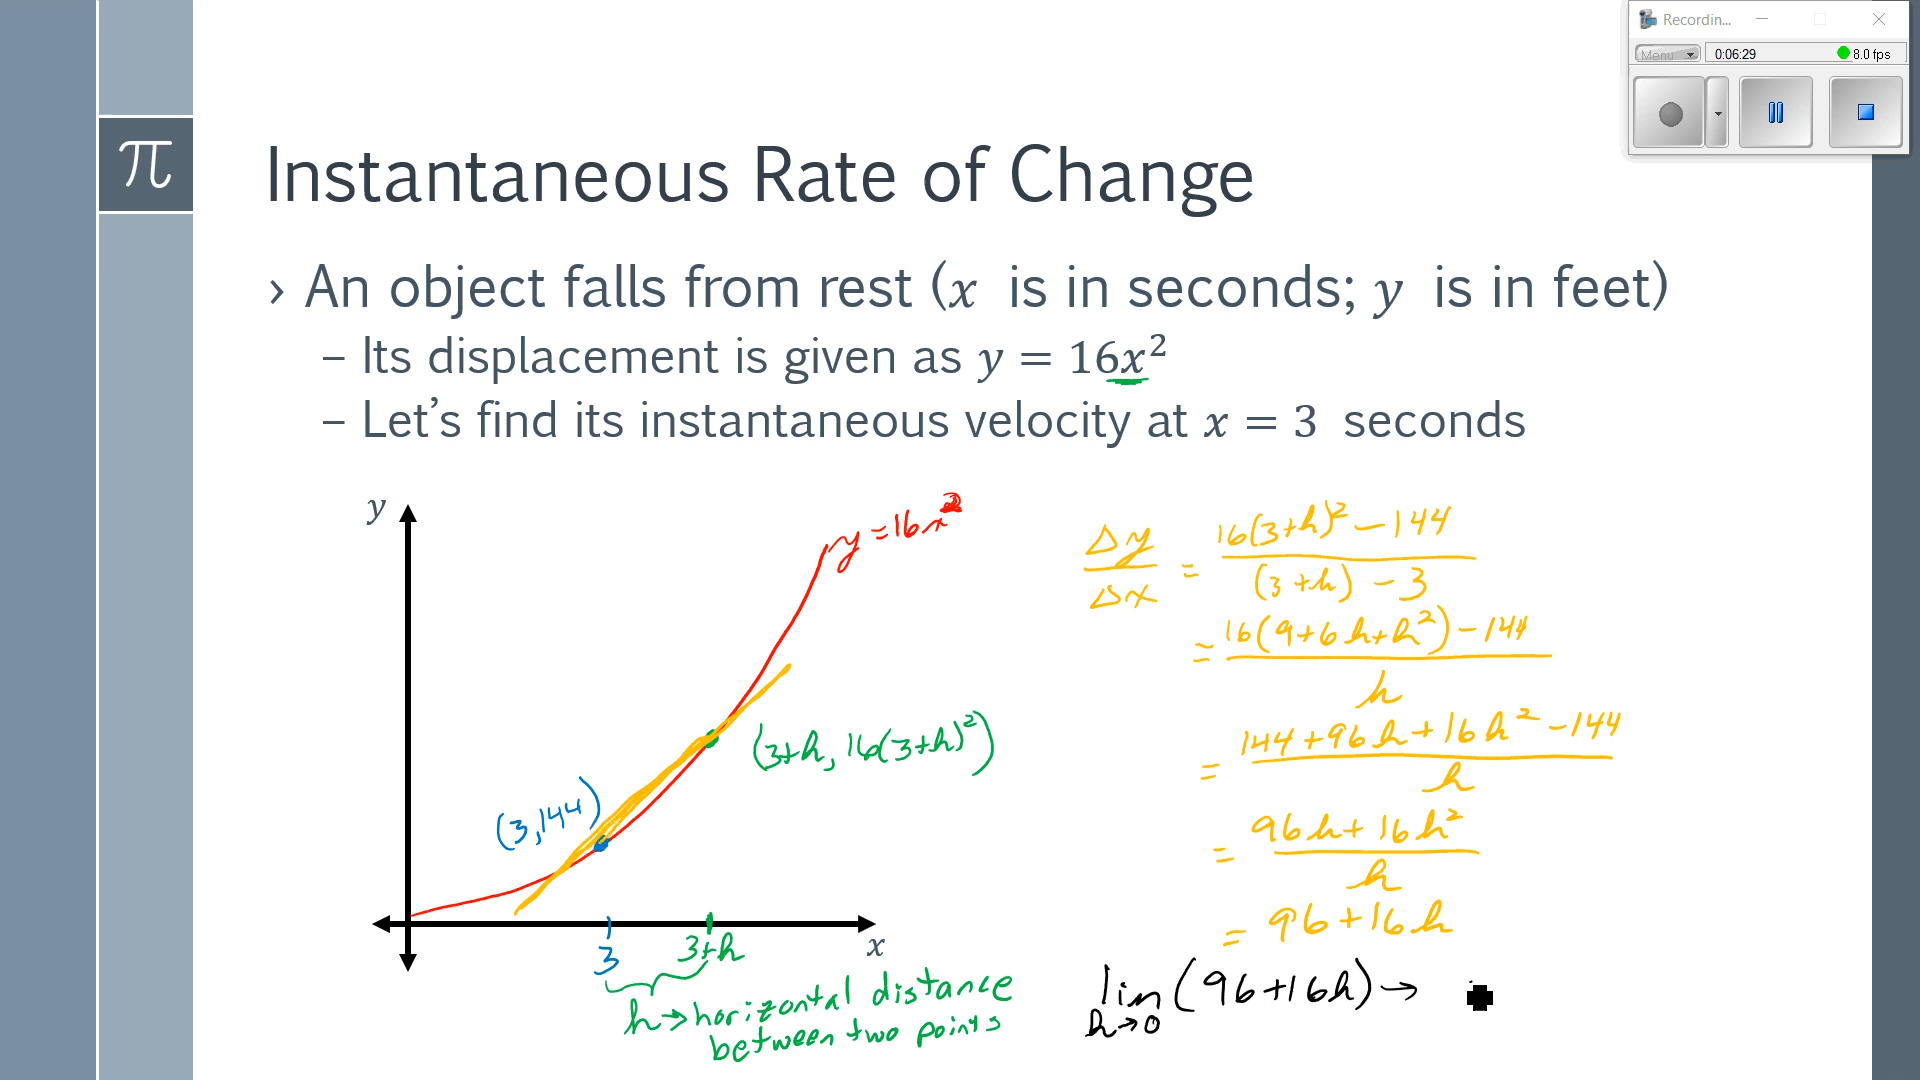 Recordin...
Menu 0:06:29 8.0 fps
π
Instantaneous Rate of Change
› An object falls from rest (x is in seconds; y is in feet)
– Its displacement is given as y = 16x²
– Let's find its instantaneous velocity at x = 3 seconds
y
y = 16x²
(3+h, 16(3+h)²)
(3,144)
3
3+h
x
h→horizontal distance
between two points
Δy/Δx = (16(3+h)² − 144)/((3+h) − 3)
= (16(9+6h+h²) − 144)/h
= (144+96h+16h² − 144)/h
= (96h+16h²)/h
= 96+16h
lim h→0 (96+16h) →